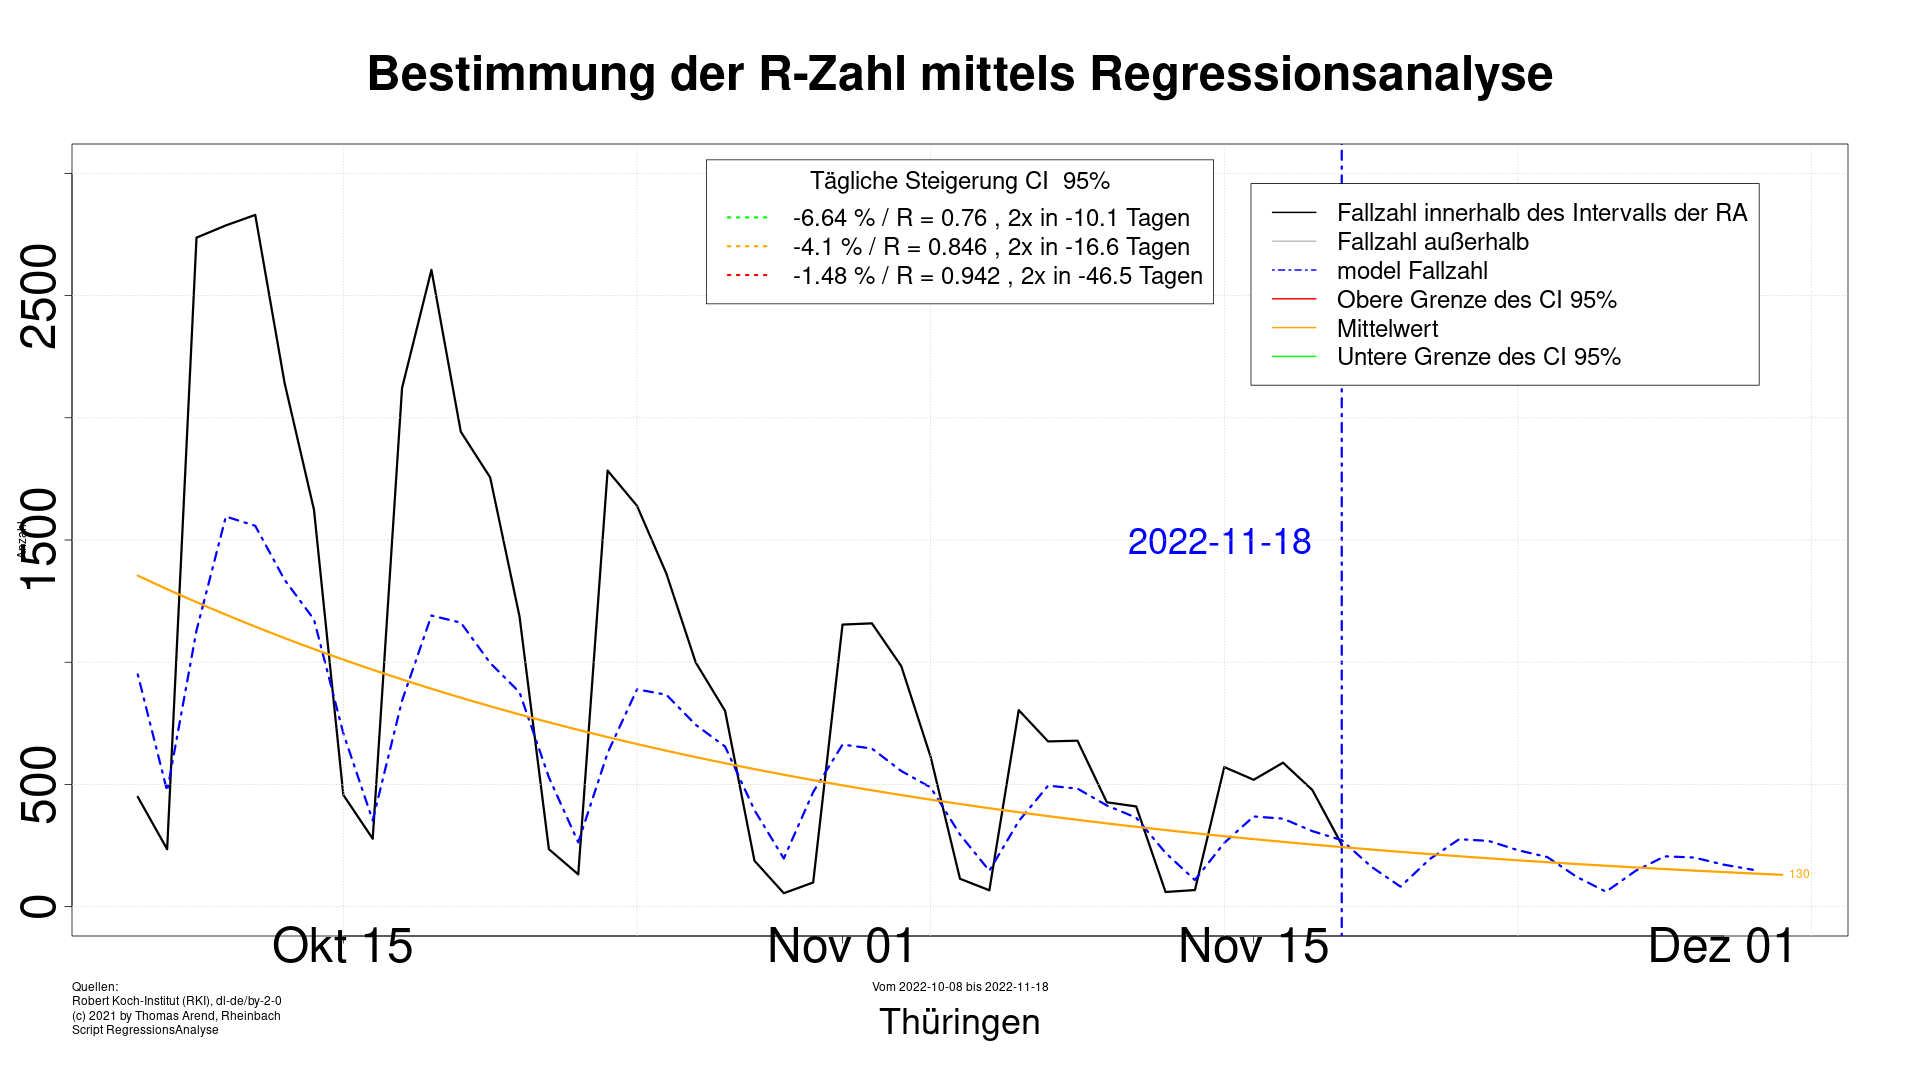 Bestimmung der R-Zahl mittels Regressionsanalyse
Tägliche Steigerung CI 95%
-6.64 % / R = 0.76 , 2x in -10.1 Tagen
-4.1 % / R = 0.846 , 2x in -16.6 Tagen
-1.48 % / R = 0.942 , 2x in -46.5 Tagen
Fallzahl innerhalb des Intervalls der RA
Fallzahl außerhalb
model Fallzahl
Obere Grenze des CI 95%
Mittelwert
Untere Grenze des CI 95%
2500
1500
500
0
Anzahl
2022-11-18
130
Okt 15
Nov 01
Nov 15
Dez 01
Quellen:
Robert Koch-Institut (RKI), dl-de/by-2-0
(c) 2021 by Thomas Arend, Rheinbach
Script RegressionsAnalyse
Vom 2022-10-08 bis 2022-11-18
Thüringen